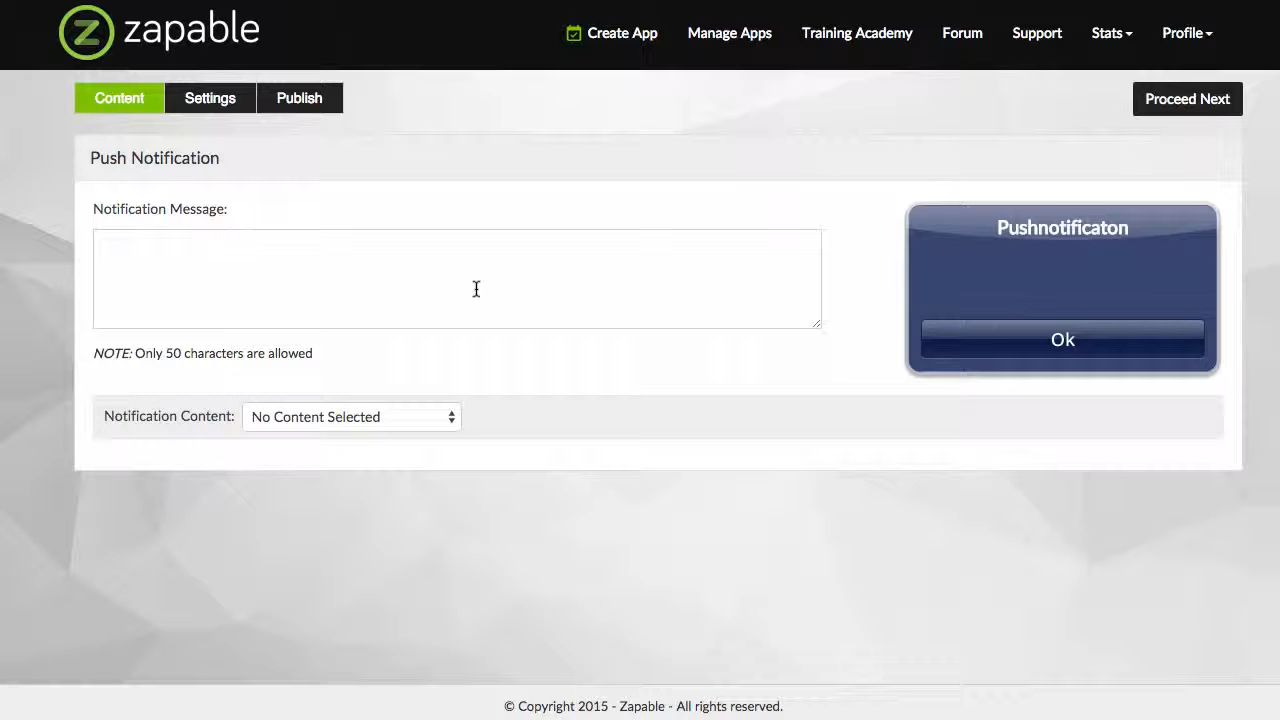 zapable
Create App Manage Apps Training Academy Forum Support Stats Profile
Content Settings Publish Proceed Next
Push Notification
Notification Message:
Pushnotificaton
Ok
NOTE: Only 50 characters are allowed
Notification Content: No Content Selected
© Copyright 2015 - Zapable - All rights reserved.